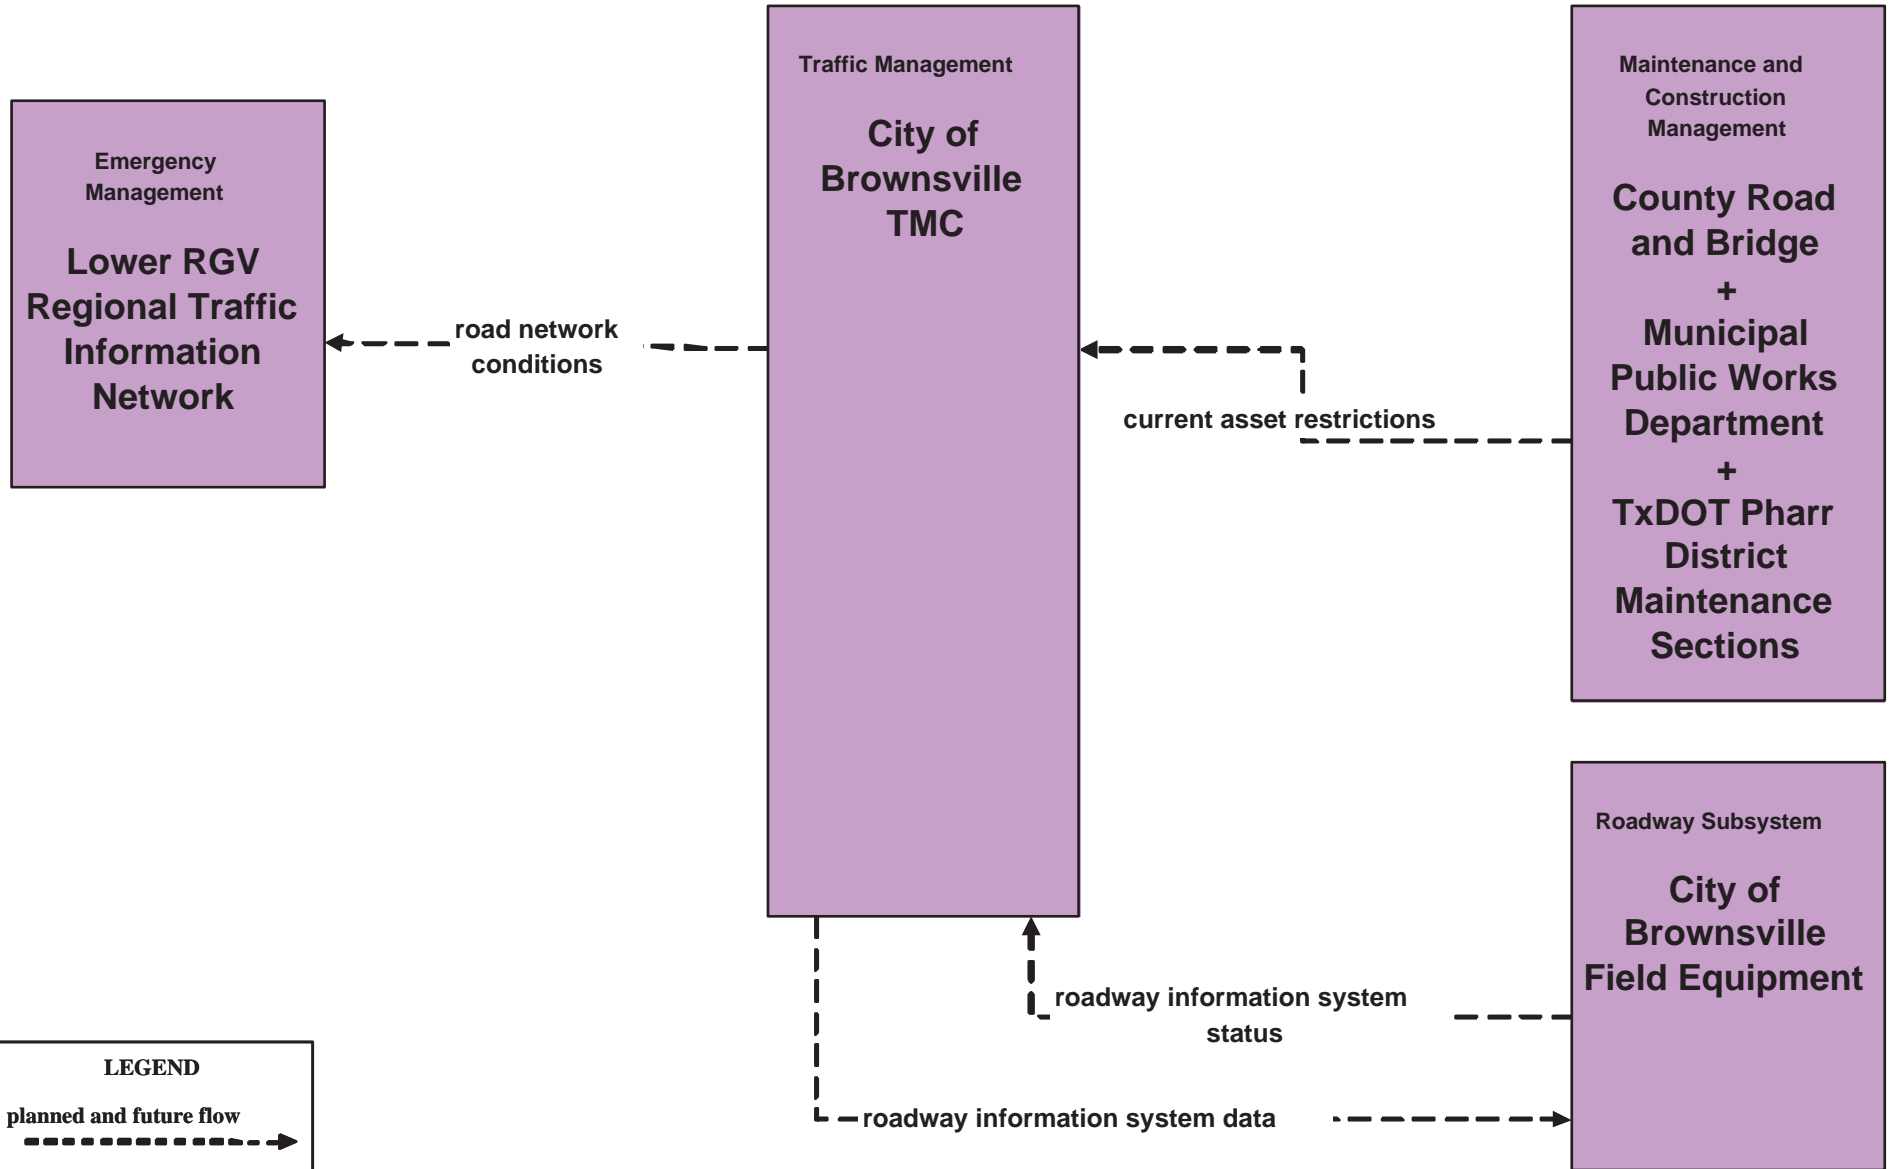 Emergency
Management
Lower RGV
Regional Traffic
Information
Network
road network
conditions
Traffic Management
City of
Brownsville
TMC
current asset restrictions
Maintenance and
Construction
Management
County Road
and Bridge
+
Municipal
Public Works
Department
+
TxDOT Pharr
District
Maintenance
Sections
Roadway Subsystem
City of
Brownsville
Field Equipment
roadway information system
status
roadway information system data
LEGEND
planned and future flow